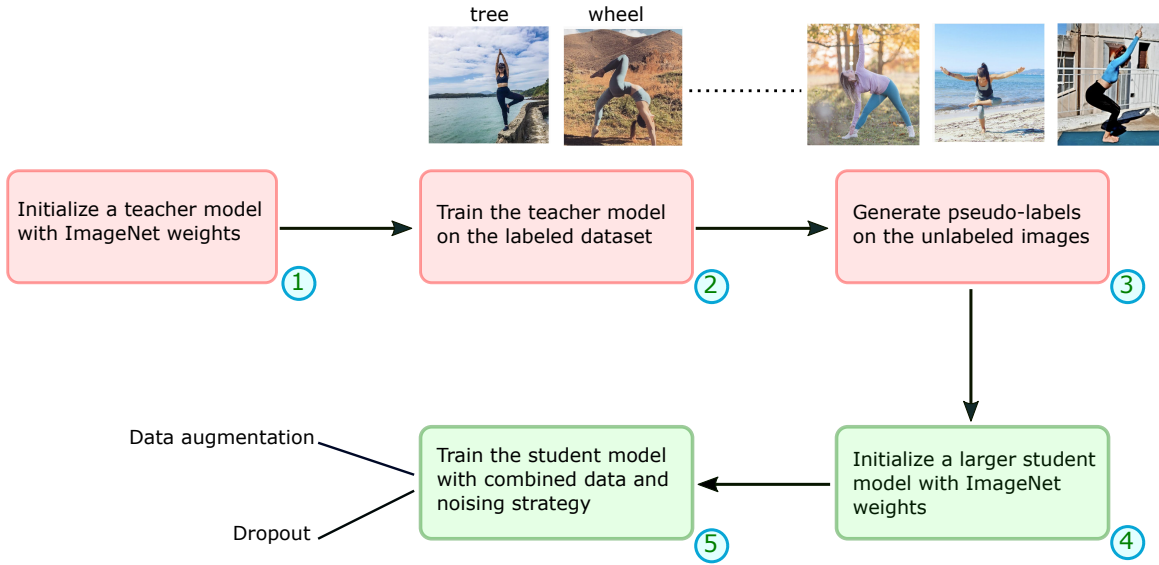 tree
wheel
Initialize a teacher model
with ImageNet weights
1
Train the teacher model
on the labeled dataset
2
Generate pseudo-labels
on the unlabeled images
3
Initialize a larger student
model with ImageNet
weights
4
Train the student model
with combined data and
noising strategy
5
Data augmentation
Dropout